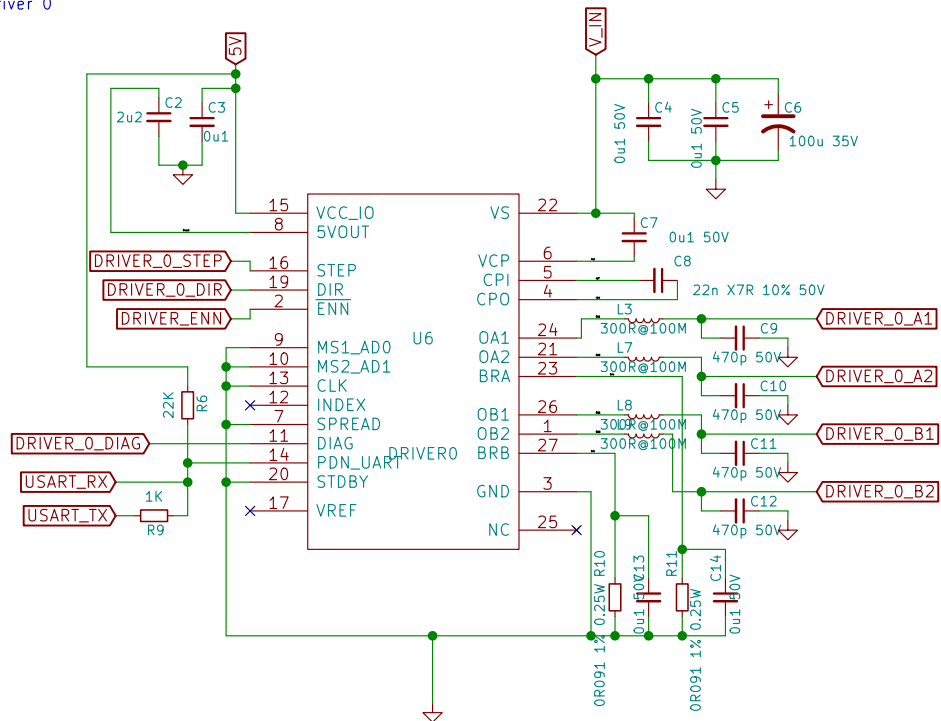 river 0
5V
V_IN
C2
2u2
C3
0u1
C4
0u1 50V
C5
0u1 50V
C6
+
100u 35V
15
VCC_IO
8
5VOUT
DRIVER_0_STEP
16
STEP
DRIVER_0_DIR
19
DIR
DRIVER_ENN
2
ENN
9
MS1_AD0
10
MS2_AD1
13
CLK
12
INDEX
7
SPREAD
DRIVER_0_DIAG
11
DIAG
14
PDN_UART
20
STDBY
17
VREF
22K
R6
USART_RX
USART_TX
1K
R9
U6
DRIVER0
VS
22
VCP
6
CPI
5
CPO
4
OA1
24
OA2
21
BRA
23
OB1
26
OB2
1
BRB
27
GND
3
NC
25
C7
0u1 50V
C8
22n X7R 10% 50V
L3
300R@100M
L7
300R@100M
L8
300R@100M
L9
300R@100M
C9
470p 50V
C10
470p 50V
C11
470p 50V
C12
470p 50V
DRIVER_0_A1
DRIVER_0_A2
DRIVER_0_B1
DRIVER_0_B2
R10
0R091 1% 0.25W
C13
0u1 50V
R11
0R091 1% 0.25W
C14
0u1 50V